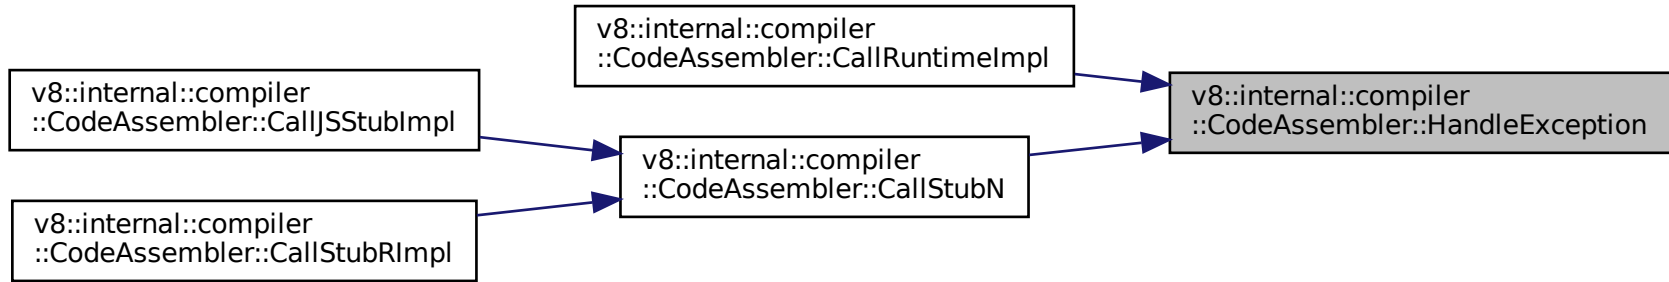 v8::internal::compiler
::CodeAssembler::CallRuntimeImpl
v8::internal::compiler
::CodeAssembler::CallJSStubImpl
v8::internal::compiler
::CodeAssembler::HandleException
v8::internal::compiler
::CodeAssembler::CallStubN
v8::internal::compiler
::CodeAssembler::CallStubRImpl